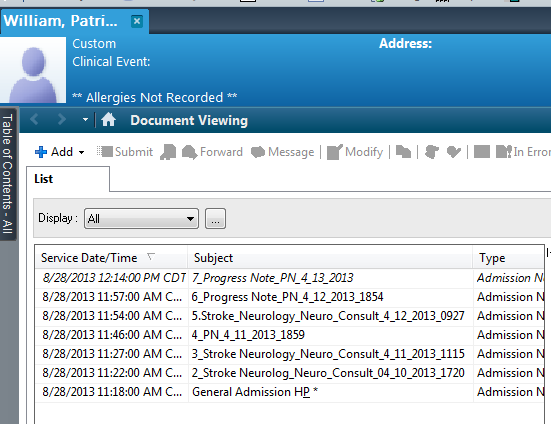 William, Patri... ×
Custom Address:
Clinical Event:
** Allergies Not Recorded **
Document Viewing
Table of Contents - All
Add Submit Forward Message Modify In Error
List
Display : All ...
Service Date/Time Subject Type
8/28/2013 12:14:00 PM CDT 7_Progress Note_PN_4_13_2013 Admission N
8/28/2013 11:57:00 AM C... 6_Progress Note_PN_4_12_2013_1854 Admission N
8/28/2013 11:54:00 AM C... 5.Stroke_Neurology_Neuro_Consult_4_12_2013_0927 Admission N
8/28/2013 11:46:00 AM C... 4_PN_4_11_2013_1859 Admission N
8/28/2013 11:27:00 AM C... 3_Stroke Neurology_Neuro_Consult_4_11_2013_1115 Admission N
8/28/2013 11:22:00 AM C... 2_Stroke Neurolog_Neuro_Consult_04_10_2013_1720 Admission N
8/28/2013 11:18:00 AM C... General Admission HP * Admission N